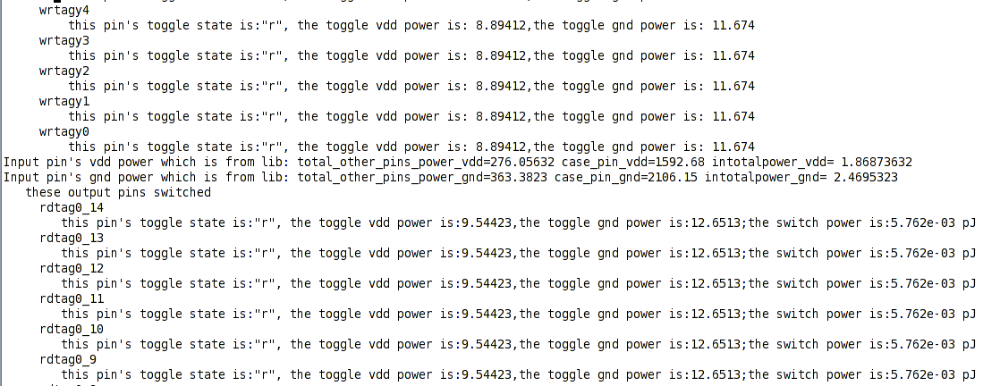 wrtagy4
this pin's toggle state is:"r", the toggle vdd power is: 8.89412,the toggle gnd power is: 11.674
wrtagy3
this pin's toggle state is:"r", the toggle vdd power is: 8.89412,the toggle gnd power is: 11.674
wrtagy2
this pin's toggle state is:"r", the toggle vdd power is: 8.89412,the toggle gnd power is: 11.674
wrtagy1
this pin's toggle state is:"r", the toggle vdd power is: 8.89412,the toggle gnd power is: 11.674
wrtagy0
this pin's toggle state is:"r", the toggle vdd power is: 8.89412,the toggle gnd power is: 11.674
Input pin's vdd power which is from lib: total_other_pins_power_vdd=276.05632 case_pin_vdd=1592.68 intotalpower_vdd= 1.86873632
Input pin's gnd power which is from lib: total_other_pins_power_gnd=363.3823 case_pin_gnd=2106.15 intotalpower_gnd= 2.4695323
these output pins switched
rdtag0_14
this pin's toggle state is:"r", the toggle vdd power is:9.54423,the toggle gnd power is:12.6513;the switch power is:5.762e-03 pJ
rdtag0_13
this pin's toggle state is:"r", the toggle vdd power is:9.54423,the toggle gnd power is:12.6513;the switch power is:5.762e-03 pJ
rdtag0_12
this pin's toggle state is:"r", the toggle vdd power is:9.54423,the toggle gnd power is:12.6513;the switch power is:5.762e-03 pJ
rdtag0_11
this pin's toggle state is:"r", the toggle vdd power is:9.54423,the toggle gnd power is:12.6513;the switch power is:5.762e-03 pJ
rdtag0_10
this pin's toggle state is:"r", the toggle vdd power is:9.54423,the toggle gnd power is:12.6513;the switch power is:5.762e-03 pJ
rdtag0_9
this pin's toggle state is:"r", the toggle vdd power is:9.54423,the toggle gnd power is:12.6513;the switch power is:5.762e-03 pJ